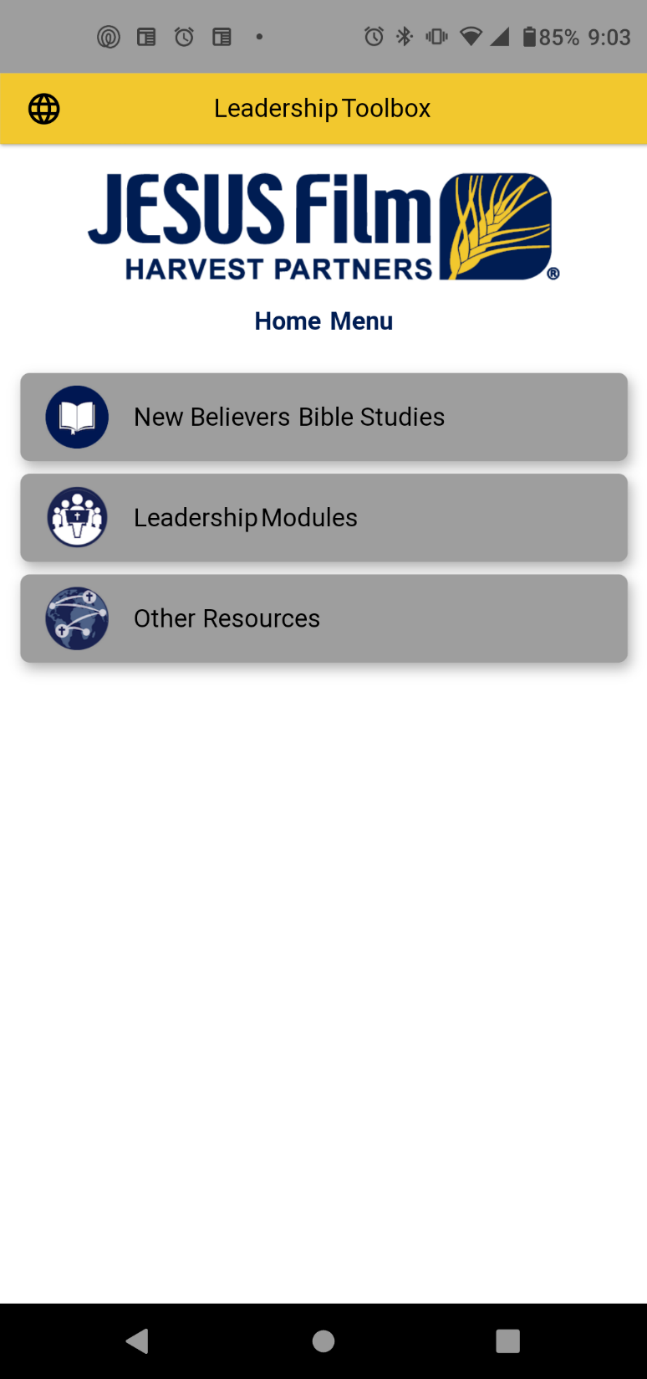 85% 9:03
Leadership Toolbox
JESUS Film
HARVEST PARTNERS®
Home Menu
New Believers Bible Studies
Leadership Modules
Other Resources